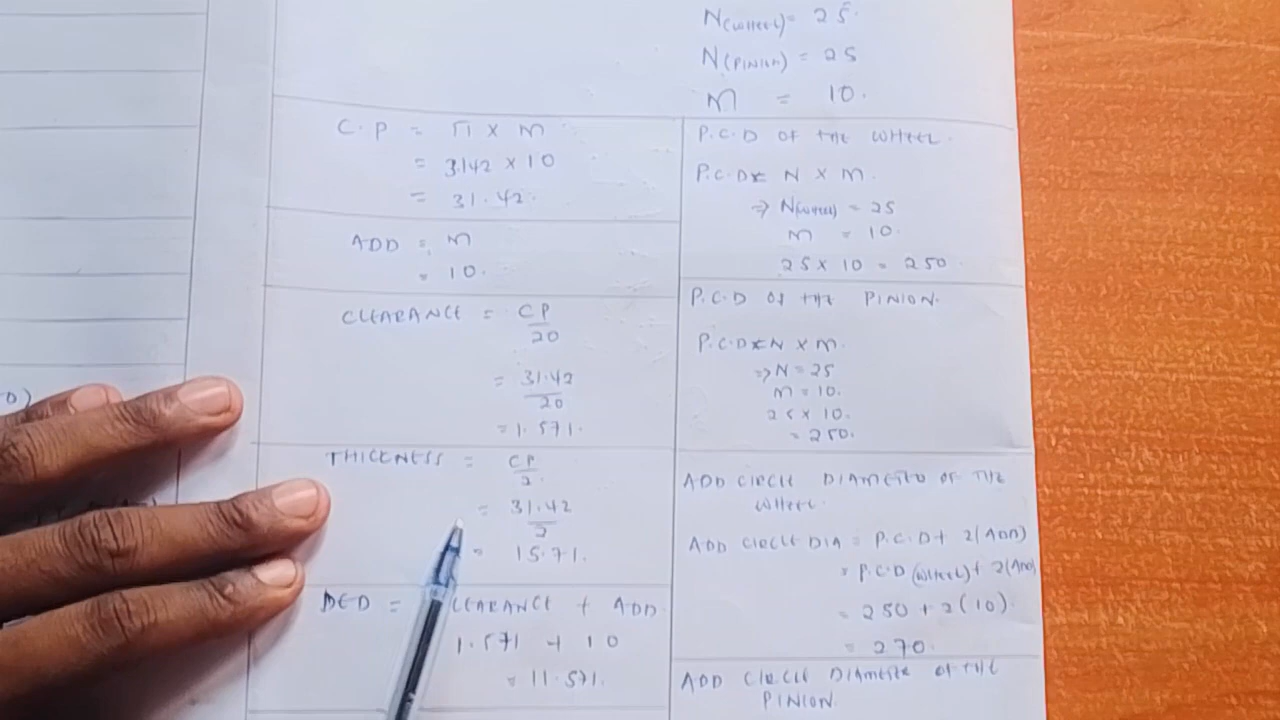 N(WHEEL) = 25.
N(PINION) = 25
M = 10.
C.P = π × M
= 3.142 × 10
= 31.42.
ADD = M
= 10.
CLEARANCE = CP/20
= 31.42/20
= 1.571.
THICKNESS = CP/2
= 31.42/2
= 15.71.
DED = CLEARANCE + ADD.
1.571 + 10
= 11.571.
P.C.D OF THE WHEEL.
P.C.D = N × M.
⇒ N(WHEEL) = 25
M = 10.
25 × 10 = 250
P.C.D OF THE PINION.
P.C.D = N × M.
⇒ N = 25
M = 10.
25 × 10.
= 250.
ADD CIRCLE DIAMETER OF THE
WHEEL.
ADD CIRCLE DIA = P.C.D + 2(ADD)
= P.C.D (WHEEL) + 2(ADD)
= 250 + 2(10).
= 270.
ADD CIRCLE DIAMETER OF THE
PINION.